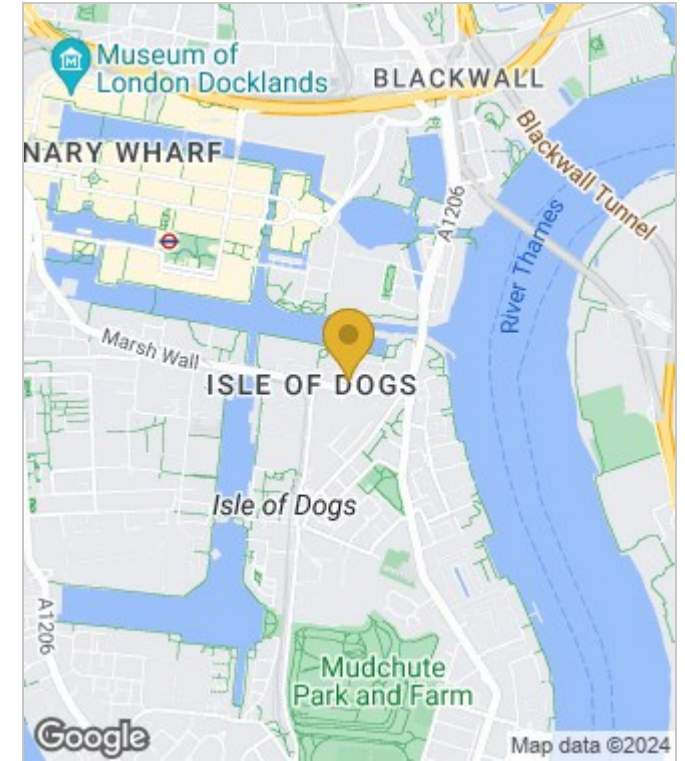 Museum of
London Docklands
BLACKWALL
NARY WHARF
Blackwall Tunnel
A1206
River Thames
Marsh Wall
ISLE OF DOGS
Isle of Dogs
A1206
Mudchute
Park and Farm
Google
Map data ©2024